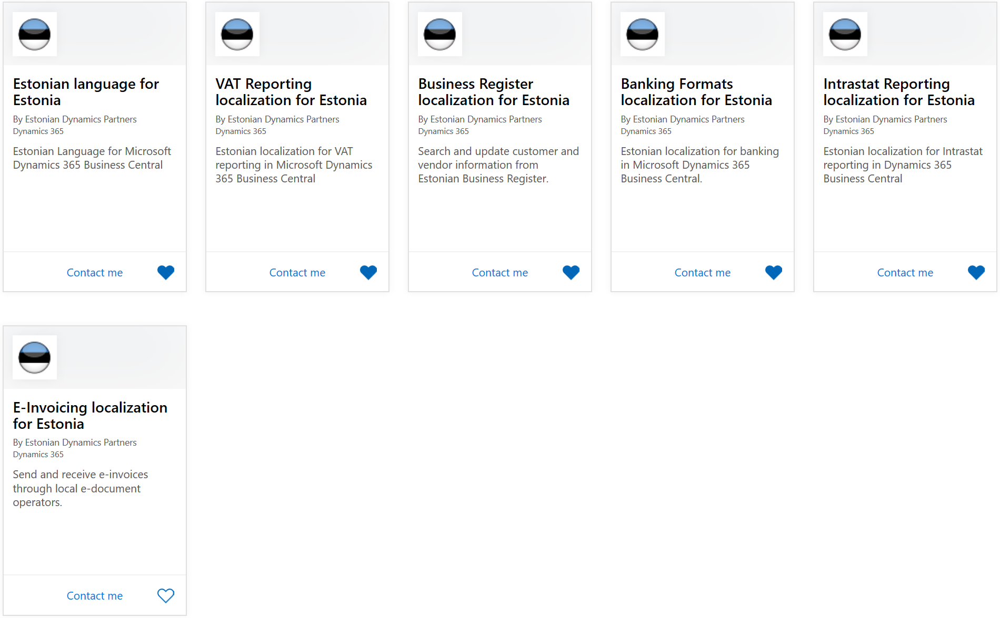 Estonian language for
Estonia
By Estonian Dynamics Partners
Dynamics 365
Estonian Language for Microsoft
Dynamics 365 Business Central
Contact me
VAT Reporting
localization for Estonia
By Estonian Dynamics Partners
Dynamics 365
Estonian localization for VAT
reporting in Microsoft Dynamics
365 Business Central
Contact me
Business Register
localization for Estonia
By Estonian Dynamics Partners
Dynamics 365
Search and update customer and
vendor information from
Estonian Business Register.
Contact me
Banking Formats
localization for Estonia
By Estonian Dynamics Partners
Dynamics 365
Estonian localization for banking
in Microsoft Dynamics 365
Business Central.
Contact me
Intrastat Reporting
localization for Estonia
By Estonian Dynamics Partners
Dynamics 365
Estonian localization for Intrastat
reporting in Dynamics 365
Business Central
Contact me
E-Invoicing localization
for Estonia
By Estonian Dynamics Partners
Dynamics 365
Send and receive e-invoices
through local e-document
operators.
Contact me